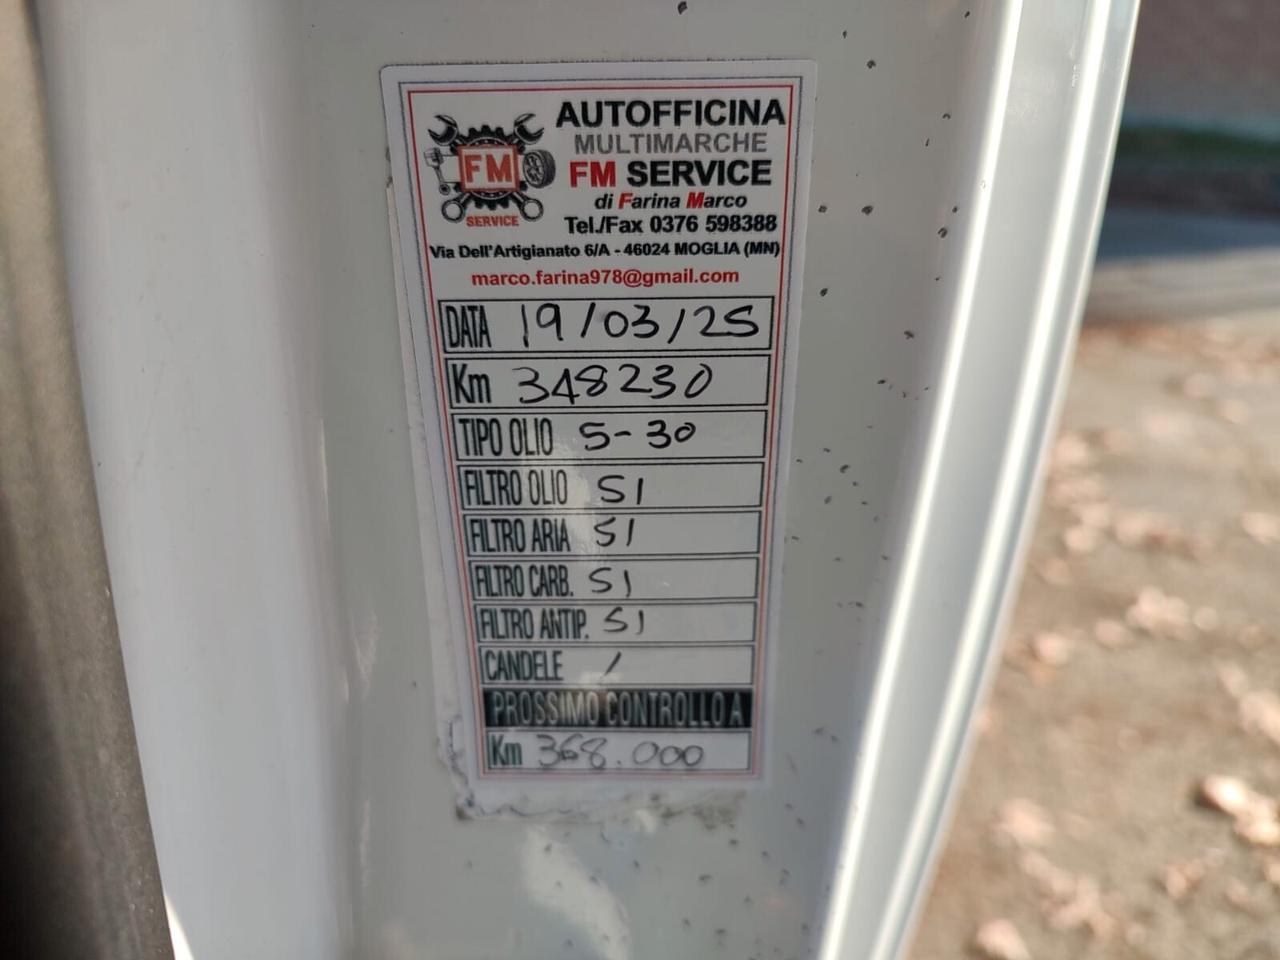 FM
SERVICE
AUTOFFICINA
MULTIMARCHE
FM SERVICE
di Farina Marco
Tel./Fax 0376 598388
Via Dell'Artigianato 6/A - 46024 MOGLIA (MN)
marco.farina978@gmail.com
DATA 19/03/25
Km 348230
TIPO OLIO 5-30
FILTRO OLIO SI
FILTRO ARIA SI
FILTRO CARB. SI
FILTRO ANTIP. SI
CANDELE /
PROSSIMO CONTROLLO A
Km 368.000